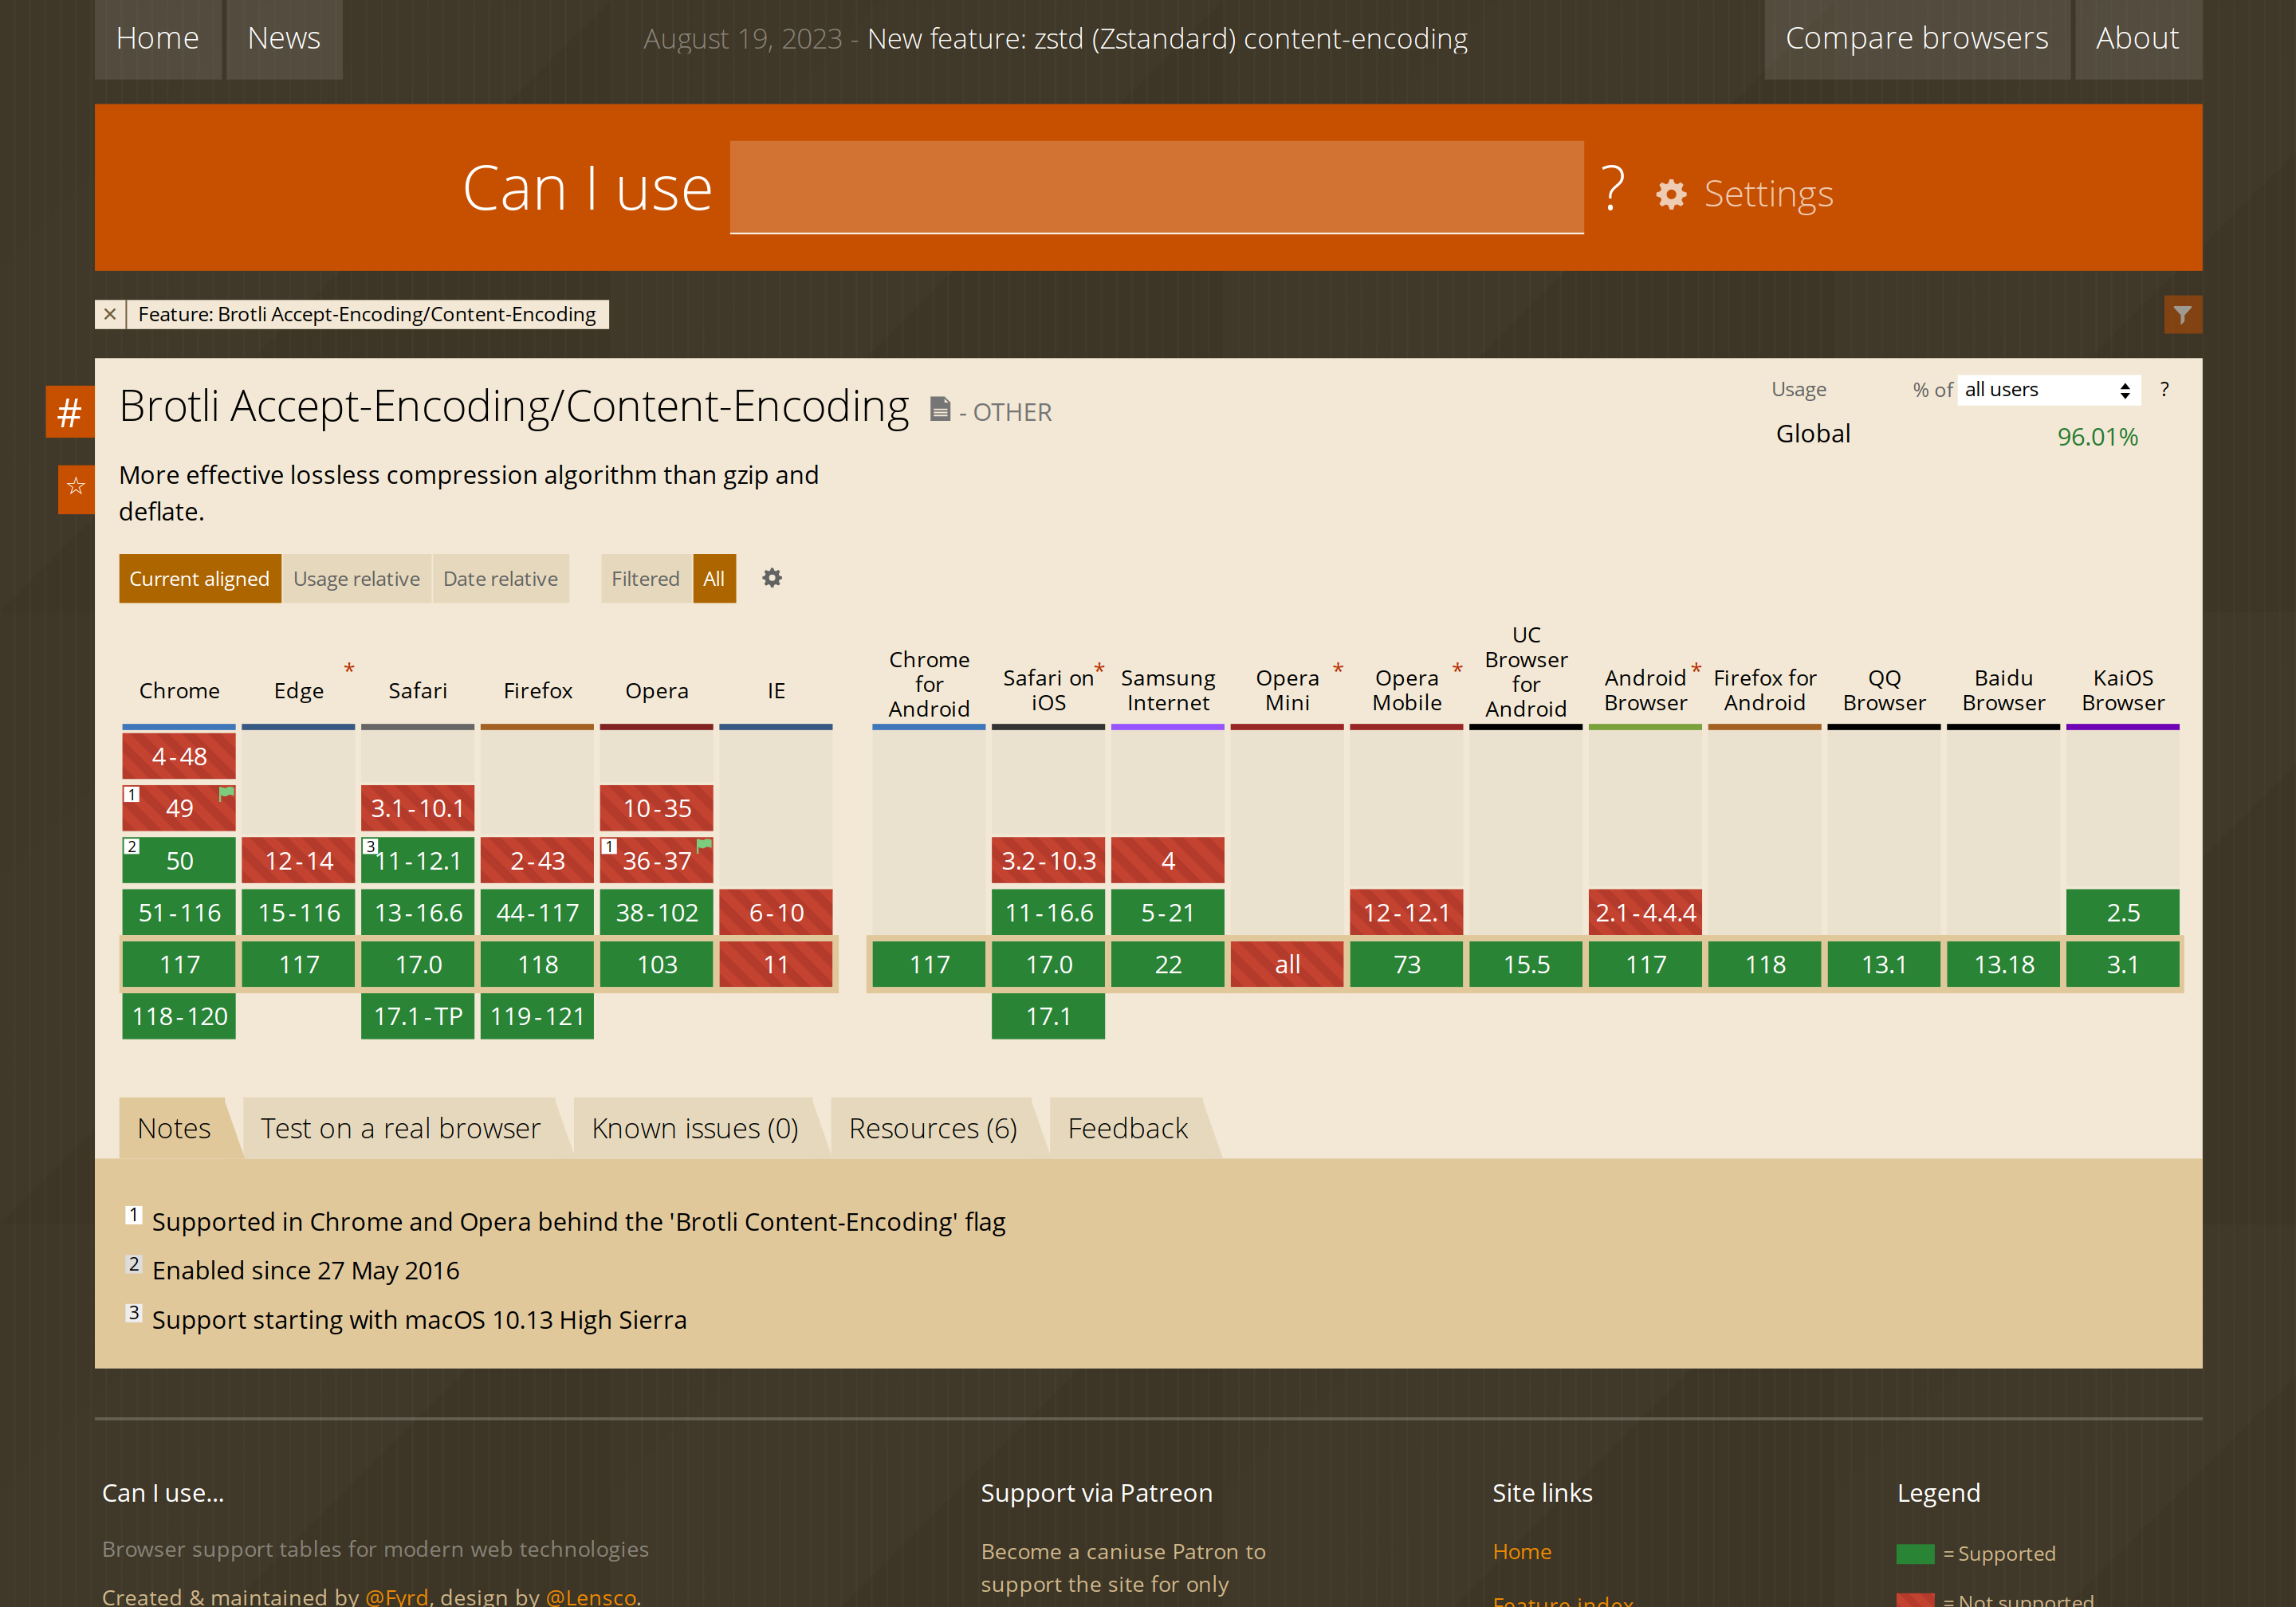 Home
News
August 19, 2023 - New feature: zstd (Zstandard) content-encoding
Compare browsers
About
Can I use
?
Settings
× Feature: Brotli Accept-Encoding/Content-Encoding
#
☆
Brotli Accept-Encoding/Content-Encoding - OTHER
Usage % of all users ?
Global 96.01%
More effective lossless compression algorithm than gzip and
deflate.
Current aligned Usage relative Date relative Filtered All
Chrome
Edge *
Safari
Firefox
Opera
IE
Chrome
for
Android
Safari on *
iOS
Samsung
Internet
Opera *
Mini
Opera *
Mobile
UC
Browser
for
Android
Android *
Browser
Firefox for
Android
QQ
Browser
Baidu
Browser
KaiOS
Browser
4-48
1 49 3.1-10.1 10-35
2 50 12-14 3 11-12.1 2-43 1 36-37 3.2-10.3 4
51-116 15-116 13-16.6 44-117 38-102 6-10 11-16.6 5-21 12-12.1 2.1-4.4.4 2.5
117 117 17.0 118 103 11 117 17.0 22 all 73 15.5 117 118 13.1 13.18 3.1
118-120 17.1-TP 119-121 17.1
Notes
Test on a real browser
Known issues (0)
Resources (6)
Feedback
1 Supported in Chrome and Opera behind the 'Brotli Content-Encoding' flag
2 Enabled since 27 May 2016
3 Support starting with macOS 10.13 High Sierra
Can I use...
Browser support tables for modern web technologies
Created & maintained by @Fyrd, design by @Lensco.
Support via Patreon
Become a caniuse Patron to
support the site for only
Site links
Home
Feature index
Legend
= Supported
= Not supported